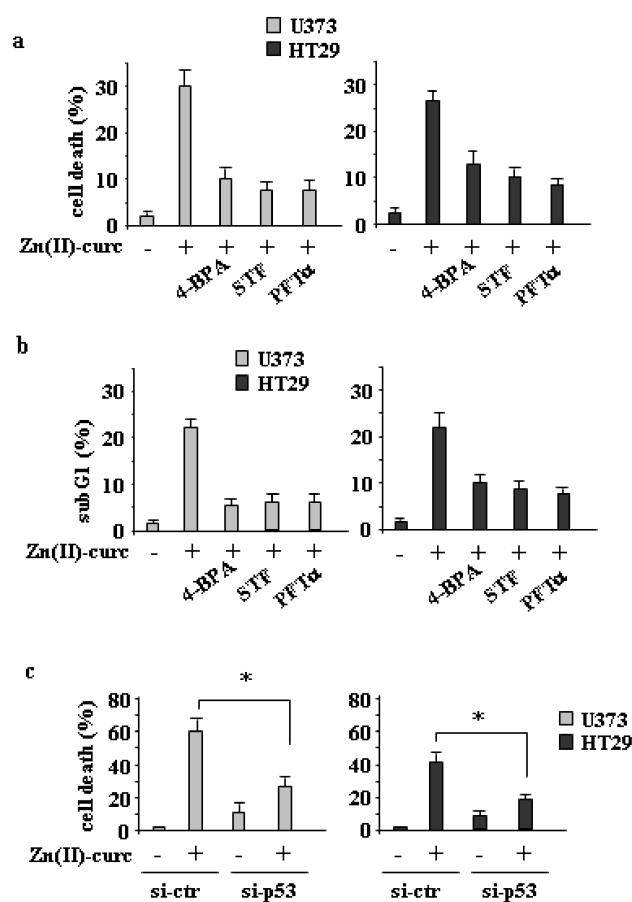 a
U373
HT29
cell death (%)
30
20
10
0
30
20
10
0
Zn(II)-curc - + + + + - + + + +
4-BPA STF PFTα 4-BPA STF PFTα
b
U373
HT29
sub G1 (%)
30
20
10
0
30
20
10
0
Zn(II)-curc - + + + + - + + + +
4-BPA STF PFTα 4-BPA STF PFTα
c
U373
HT29
cell death (%)
80
60
40
20
0
*
80
60
40
20
0
*
Zn(II)-curc - + - + - + - +
si-ctr si-p53 si-ctr si-p53